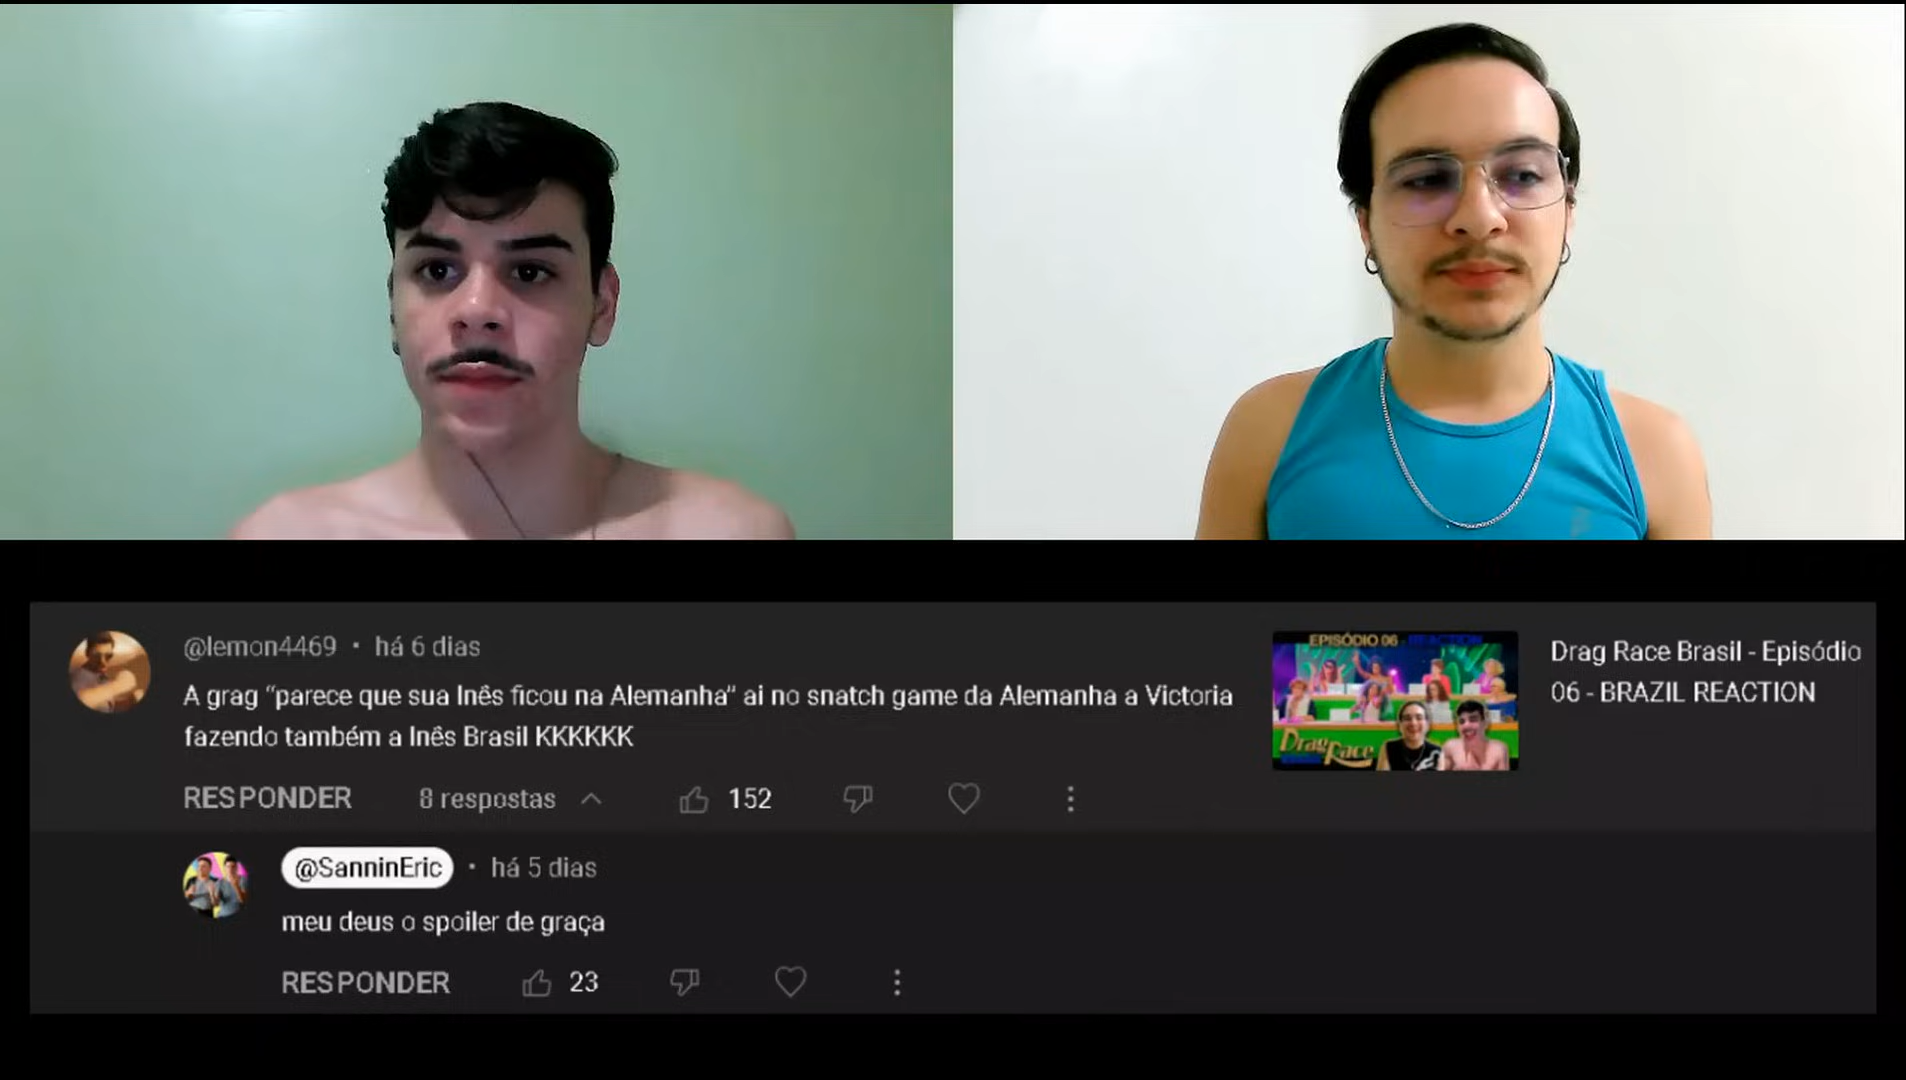 @lemon4469 • há 6 dias
A grag “parece que sua Inês ficou na Alemanha” ai no snatch game da Alemanha a Victoria
fazendo também a Inês Brasil KKKKKK
RESPONDER 8 respostas 152
EPISÓDIO 06 - REACTION
Drag Race
Drag Race Brasil - Episódio
06 - BRAZIL REACTION
@SanninEric • há 5 dias
meu deus o spoiler de graça
RESPONDER 23